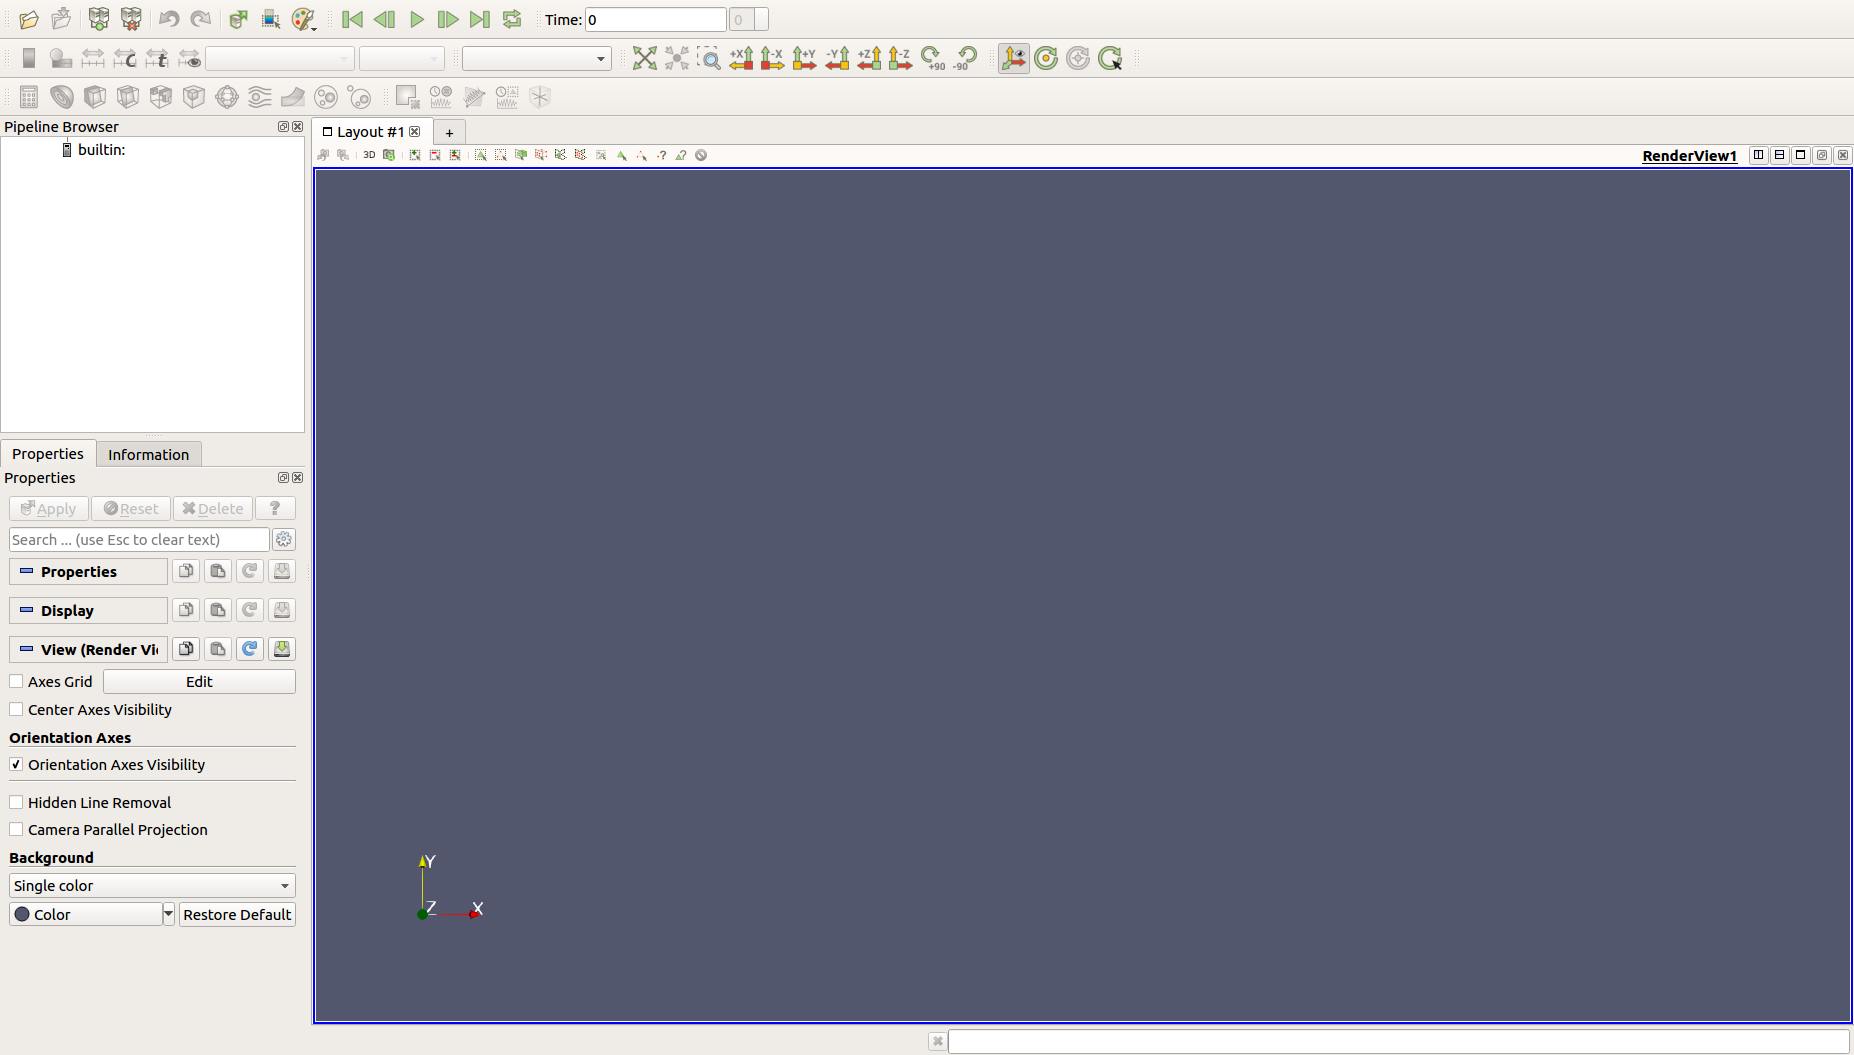 Time: 0
0
+X -X +Y -Y +Z -Z +90 -90
Pipeline Browser
builtin:
Layout #1
+
3D
RenderView1
Properties
Information
Properties
Apply
Reset
Delete
?
Search ... (use Esc to clear text)
Properties
Display
View (Render Vi
Axes Grid
Edit
Center Axes Visibility
Orientation Axes
Orientation Axes Visibility
Hidden Line Removal
Camera Parallel Projection
Background
Single color
Color
Restore Default
Y
Z
X